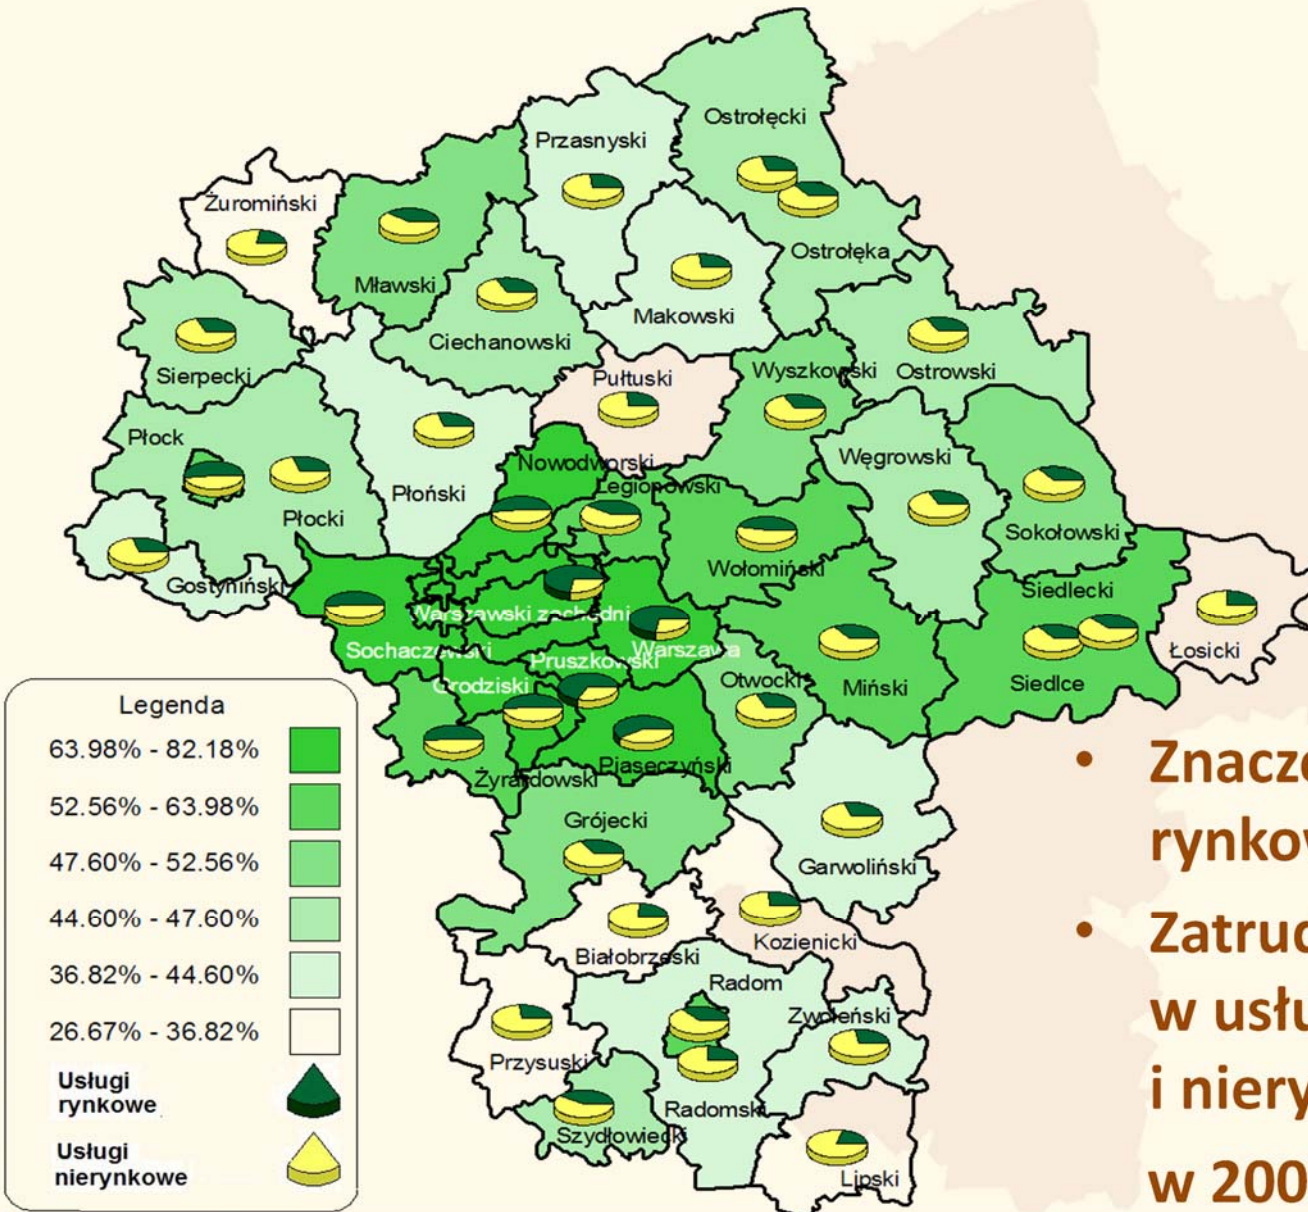 Ostrołęcki
Przasnyski
Żuromiński
Ostrołęka
Mławski
Makowski
Ciechanowski
Sierpecki
Pułtuski
Wyszkowski
Ostrowski
Płock
Węgrowski
Nowodworski
Legionowski
Płoński
Płocki
Sokołowski
Wołomiński
Gostyniński
Siedlecki
Warszawski zachodni
Sochaczewski
Pruszkowski
Warszawa
Łosicki
Grodziski
Otwocki
Miński
Siedlce
Piaseczyński
Żyrardowski
Grójecki
Garwoliński
Kozienicki
Białobrzeski
Radom
Zwoleński
Przysuski
Radomski
Szydłowiecki
Lipski
Legenda
63.98% - 82.18%
52.56% - 63.98%
47.60% - 52.56%
44.60% - 47.60%
36.82% - 44.60%
26.67% - 36.82%
Usługi
rynkowe
Usługi
nierynkowe
•
•
w
i
w 200